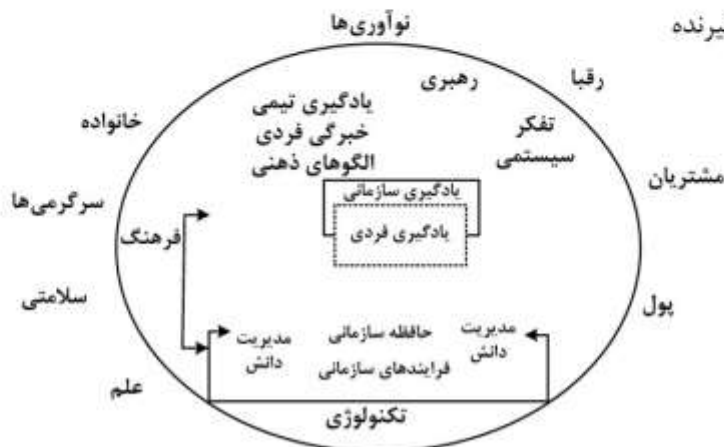 نوآوری‌ها
رقبا
رهبری
یادگیری تیمی
خبرگی فردی
الگوهای ذهنی
تفکر
سیستمی
خانواده
مشتریان
یادگیری سازمانی
یادگیری فردی
سرگرمی‌ها
فرهنگ
سلامتی
پول
مدیریت
دانش
حافظه سازمانی
فرایندهای سازمانی
مدیریت
دانش
علم
تکنولوژی